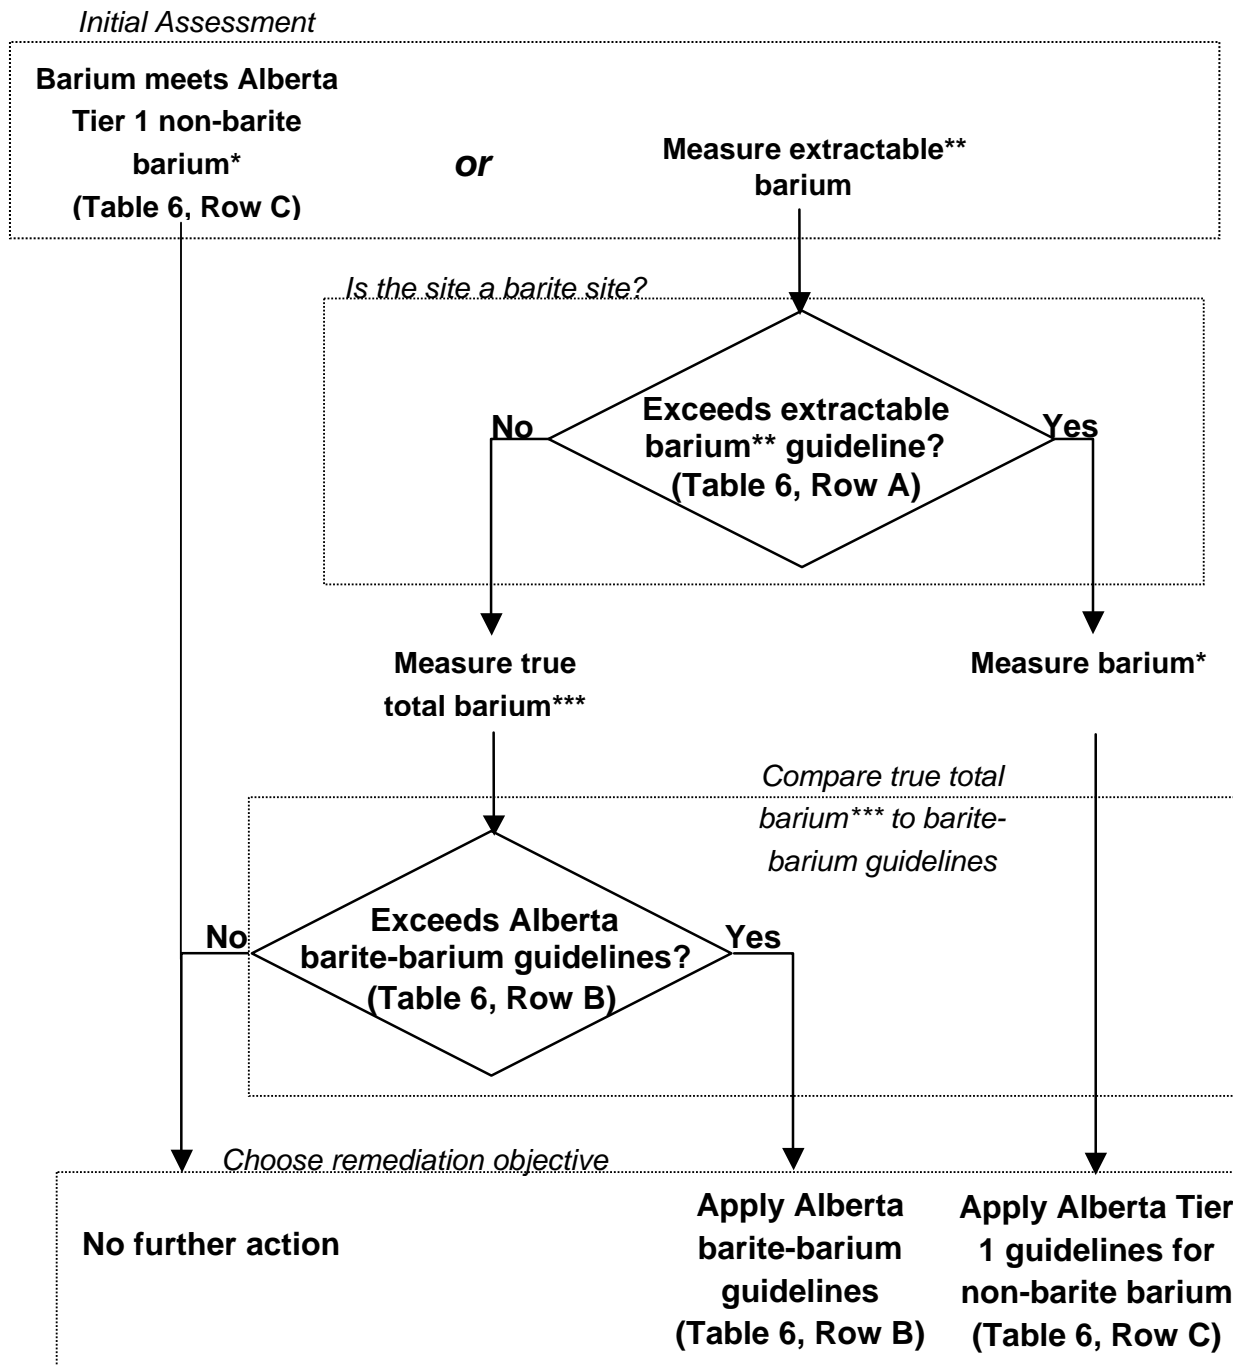 Initial Assessment
Barium meets Alberta
Tier 1 non-barite
barium*
(Table 6, Row C)
or
Measure extractable**
barium
Is the site a barite site?
Exceeds extractable
barium** guideline?
(Table 6, Row A)
No
Yes
Measure true
total barium***
Measure barium*
Compare true total
barium*** to barite-
barium guidelines
Exceeds Alberta
barite-barium guidelines?
(Table 6, Row B)
No
Yes
Choose remediation objective
No further action
Apply Alberta
barite-barium
guidelines
(Table 6, Row B)
Apply Alberta Tier
1 guidelines for
non-barite barium
(Table 6, Row C)